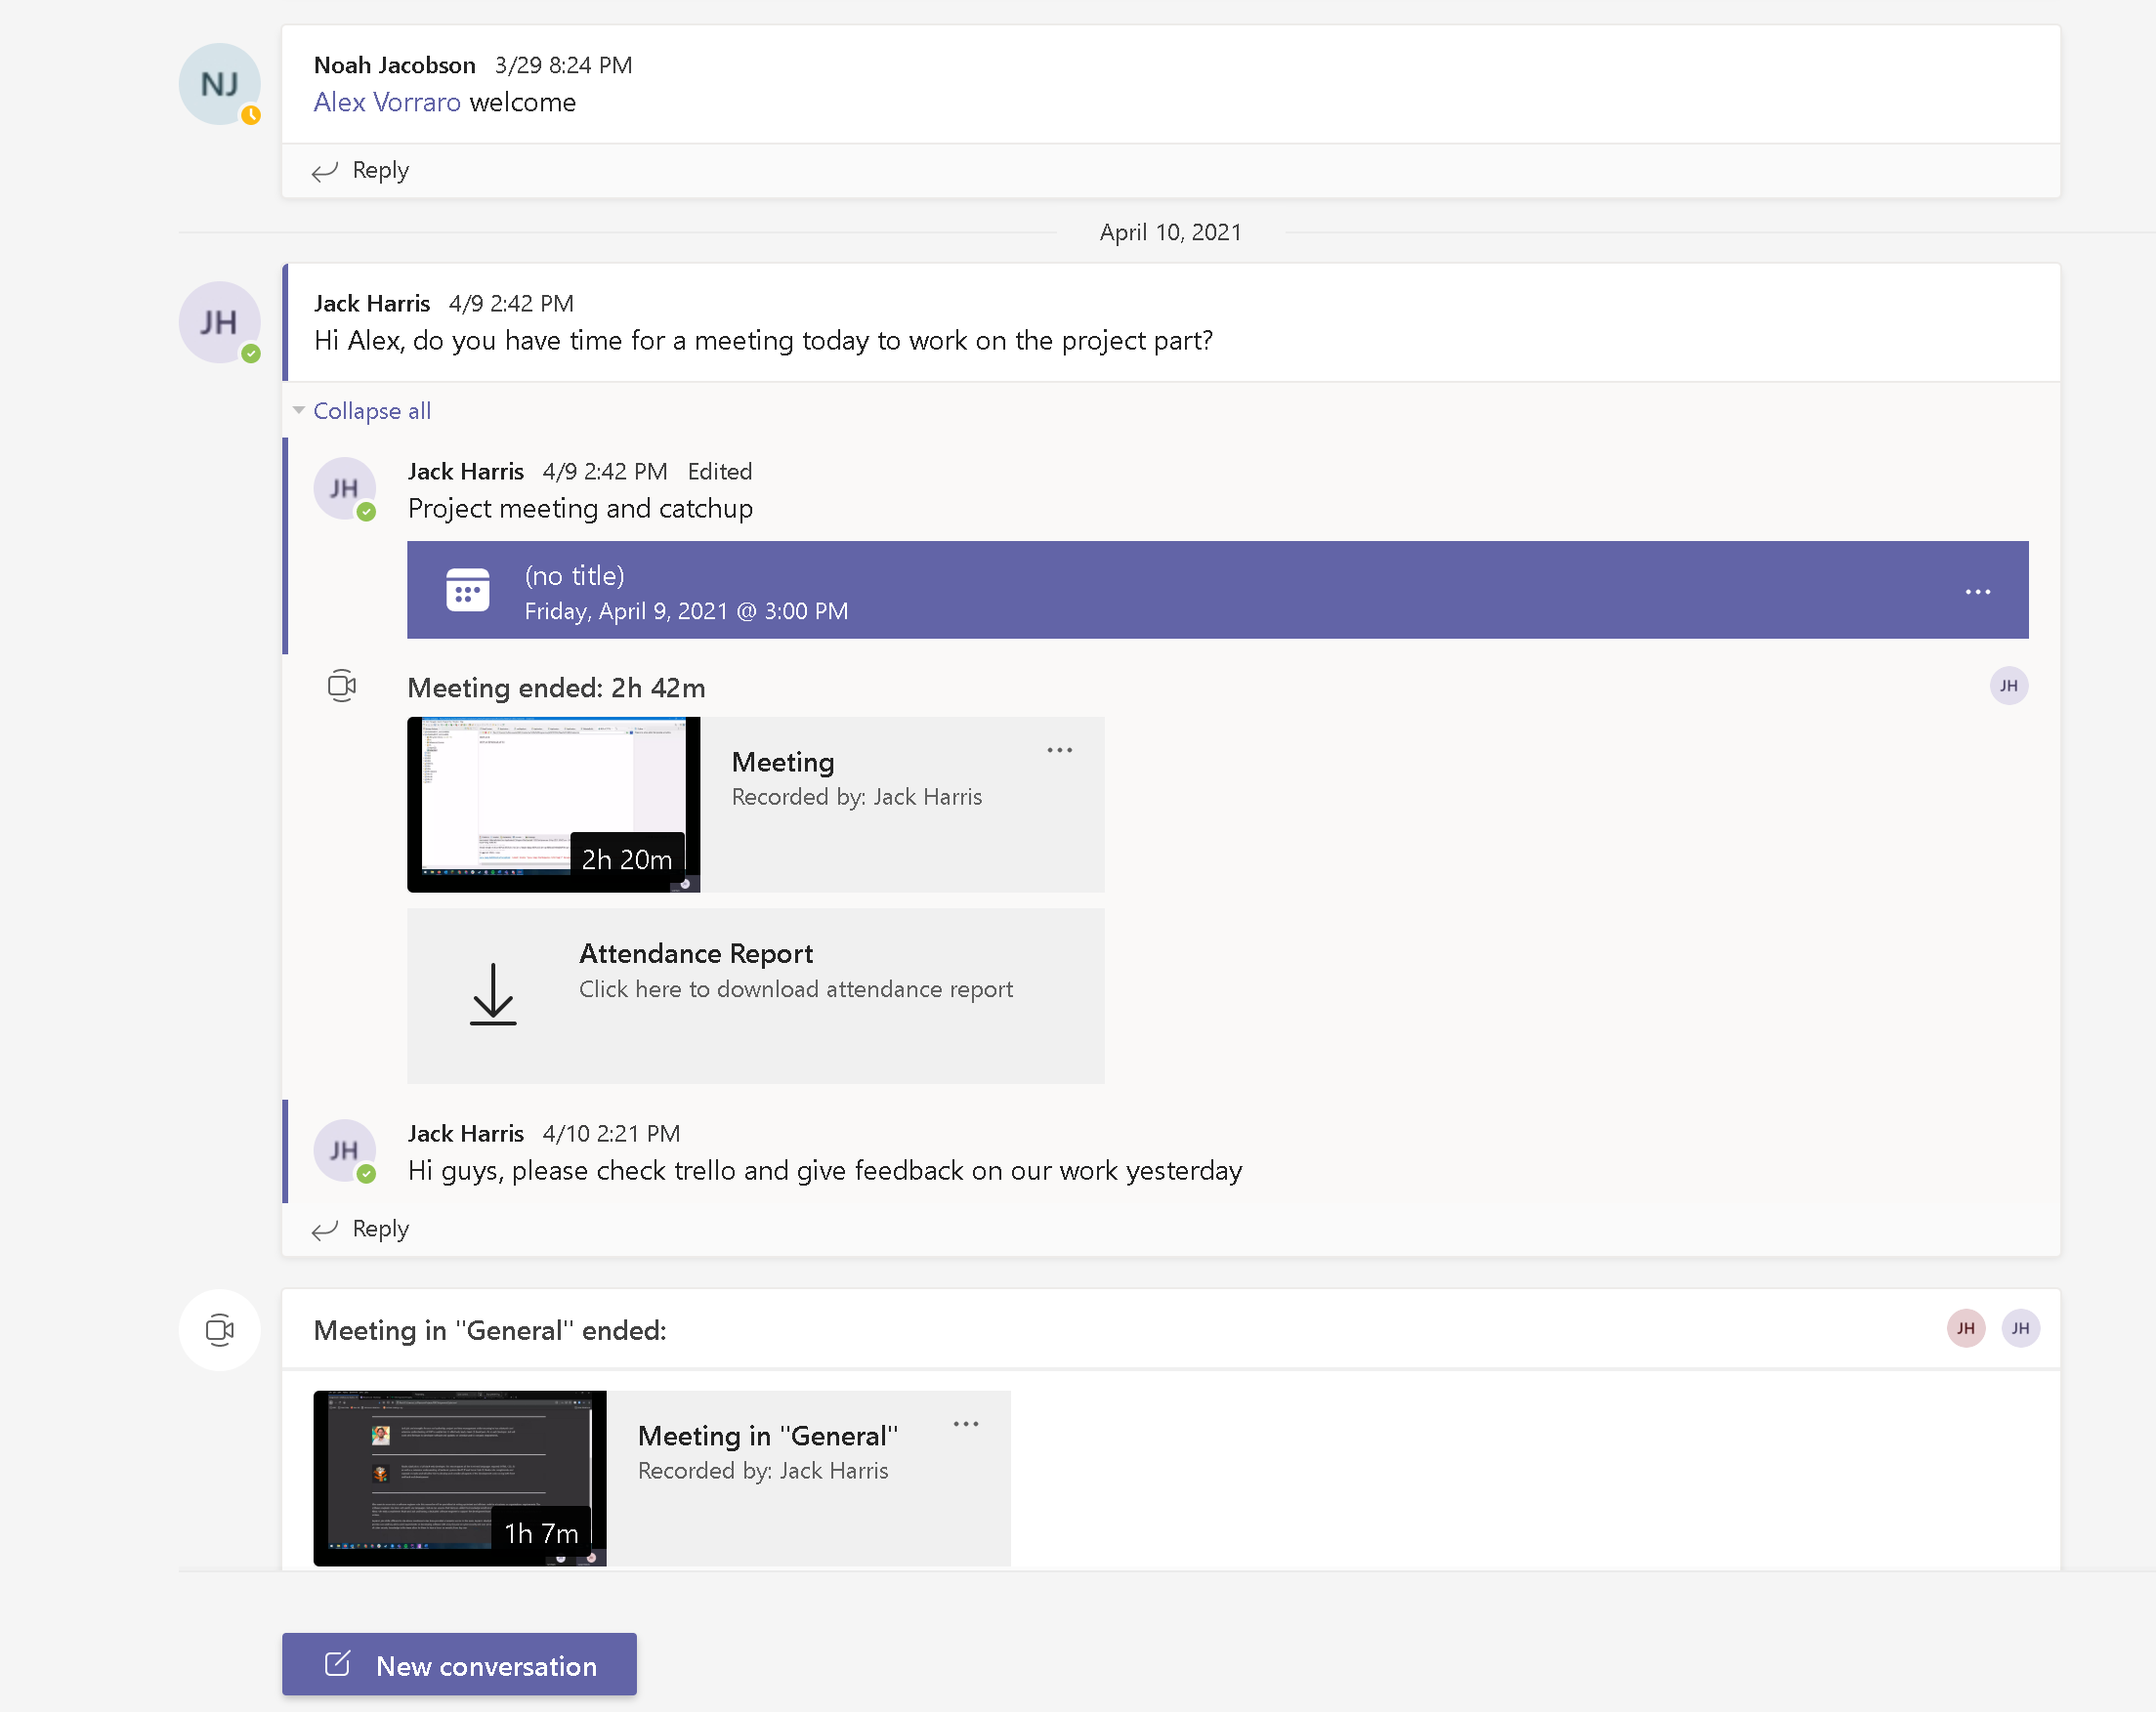 NJ
Noah Jacobson 3/29 8:24 PM
Alex Vorraro welcome
Reply
April 10, 2021
JH
Jack Harris 4/9 2:42 PM
Hi Alex, do you have time for a meeting today to work on the project part?
Collapse all
JH
Jack Harris 4/9 2:42 PM Edited
Project meeting and catchup
(no title)
Friday, April 9, 2021 @ 3:00 PM
Meeting ended: 2h 42m
JH
Meeting
Recorded by: Jack Harris
2h 20m
Attendance Report
Click here to download attendance report
JH
Jack Harris 4/10 2:21 PM
Hi guys, please check trello and give feedback on our work yesterday
Reply
Meeting in "General" ended:
JH JH
Meeting in "General"
Recorded by: Jack Harris
1h 7m
New conversation